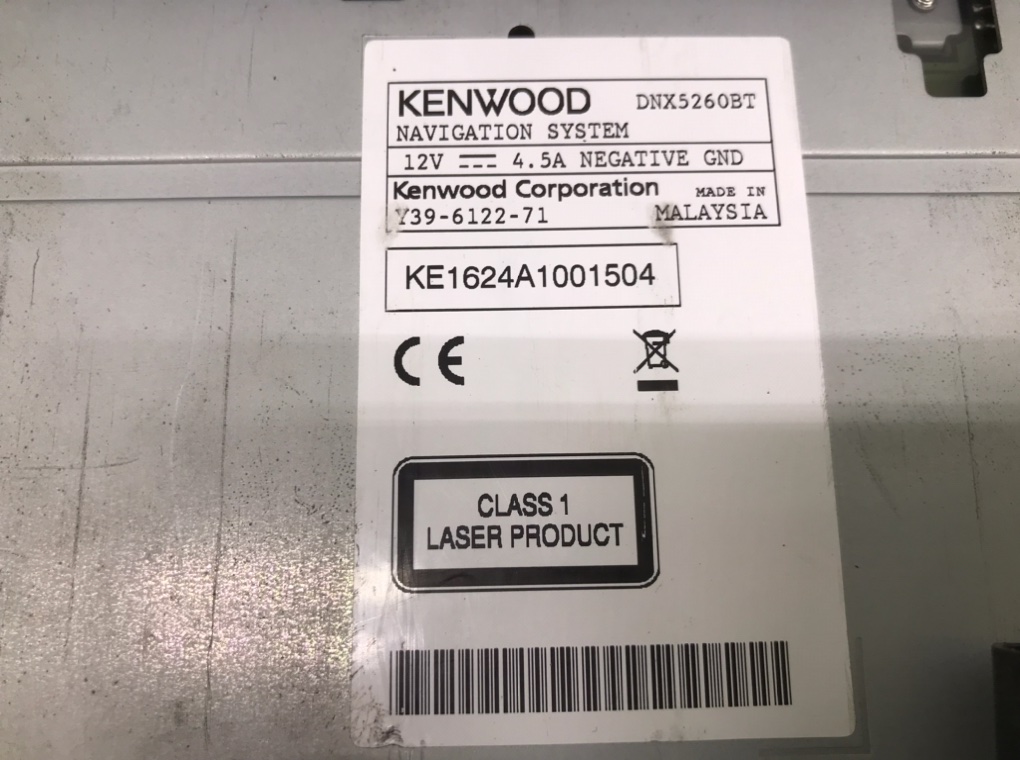 KENWOOD DNX5260BT
NAVIGATION SYSTEM
12V ⎓ 4.5A NEGATIVE GND
Kenwood Corporation MADE IN
Y39-6122-71 MALAYSIA
KE1624A1001504
CE
CLASS 1
LASER PRODUCT